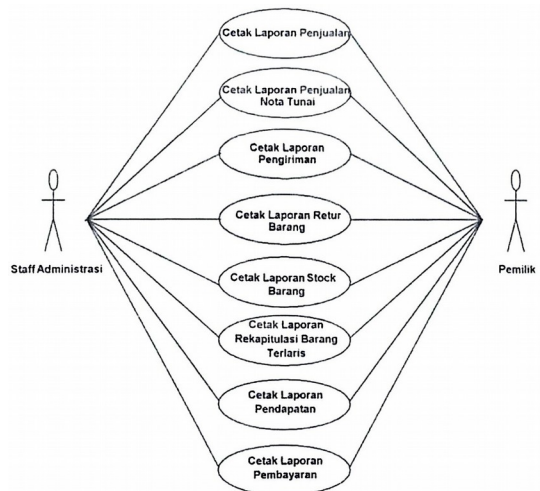 Cetak Laporan Penjualan
Cetak Laporan Penjualan
Nota Tunai
Cetak Laporan
Pengiriman
Cetak Laporan Retur
Barang
Staff Administrasi
Pemilik
Cetak Laporan Stock
Barang
Cetak Laporan
Rekapitulasi Barang
Terlaris
Cetak Laporan
Pendapatan
Cetak Laporan
Pembayaran